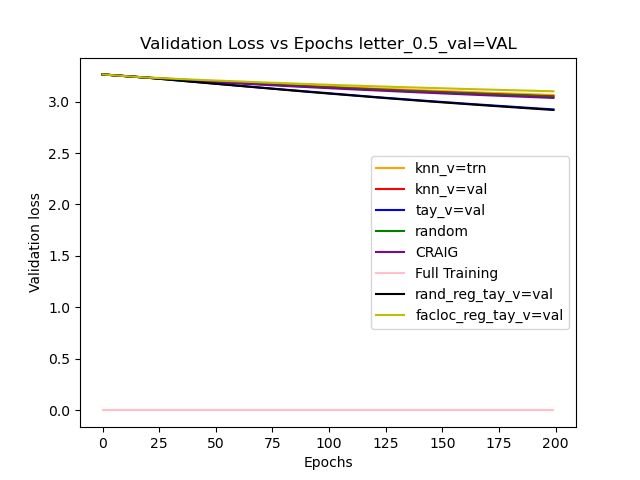 Validation Loss vs Epochs letter_0.5_val=VAL
Validation loss
3.0
2.5
2.0
1.5
1.0
0.5
0.0
knn_v=trn
knn_v=val
tay_v=val
random
CRAIG
Full Training
rand_reg_tay_v=val
facloc_reg_tay_v=val
0 25 50 75 100 125 150 175 200
Epochs